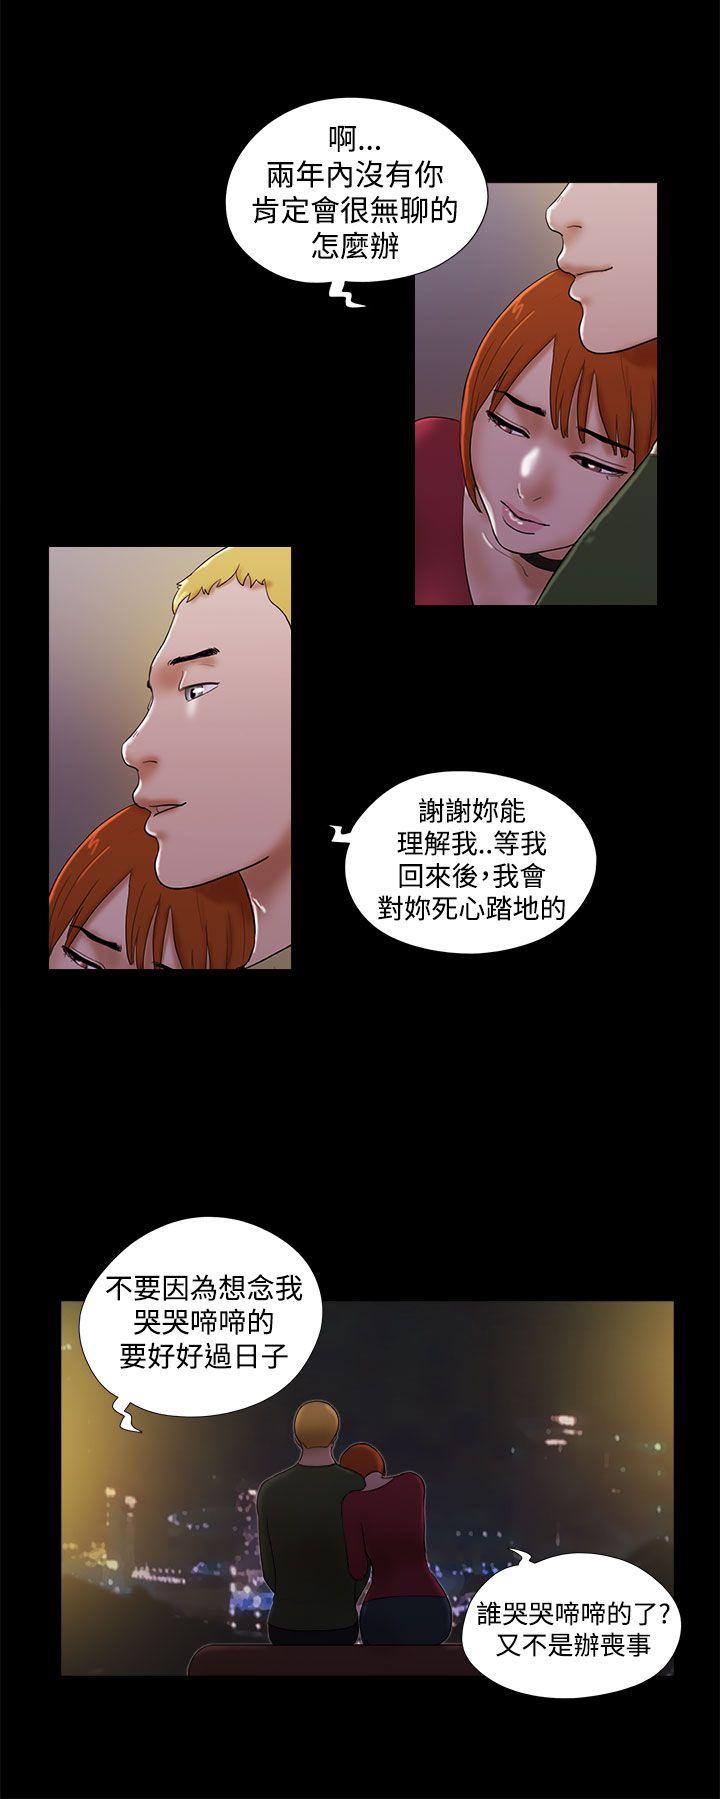 啊...
兩年內沒有你
肯定會很無聊的
怎麼辦
謝謝妳能
理解我..等我
回來後,我會
對妳死心踏地的
不要因為想念我
哭哭啼啼的
要好好過日子
誰哭哭啼啼的了?
又不是辦喪事